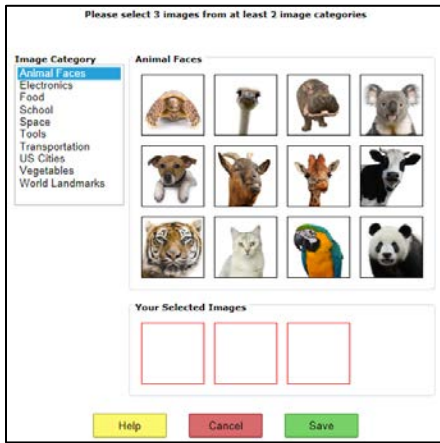 Please select 3 images from at least 2 image categories
Image Category
Animal Faces
Electronics
Food
School
Space
Tools
Transportation
US Cities
Vegetables
World Landmarks
Animal Faces
Your Selected Images
Help
Cancel
Save